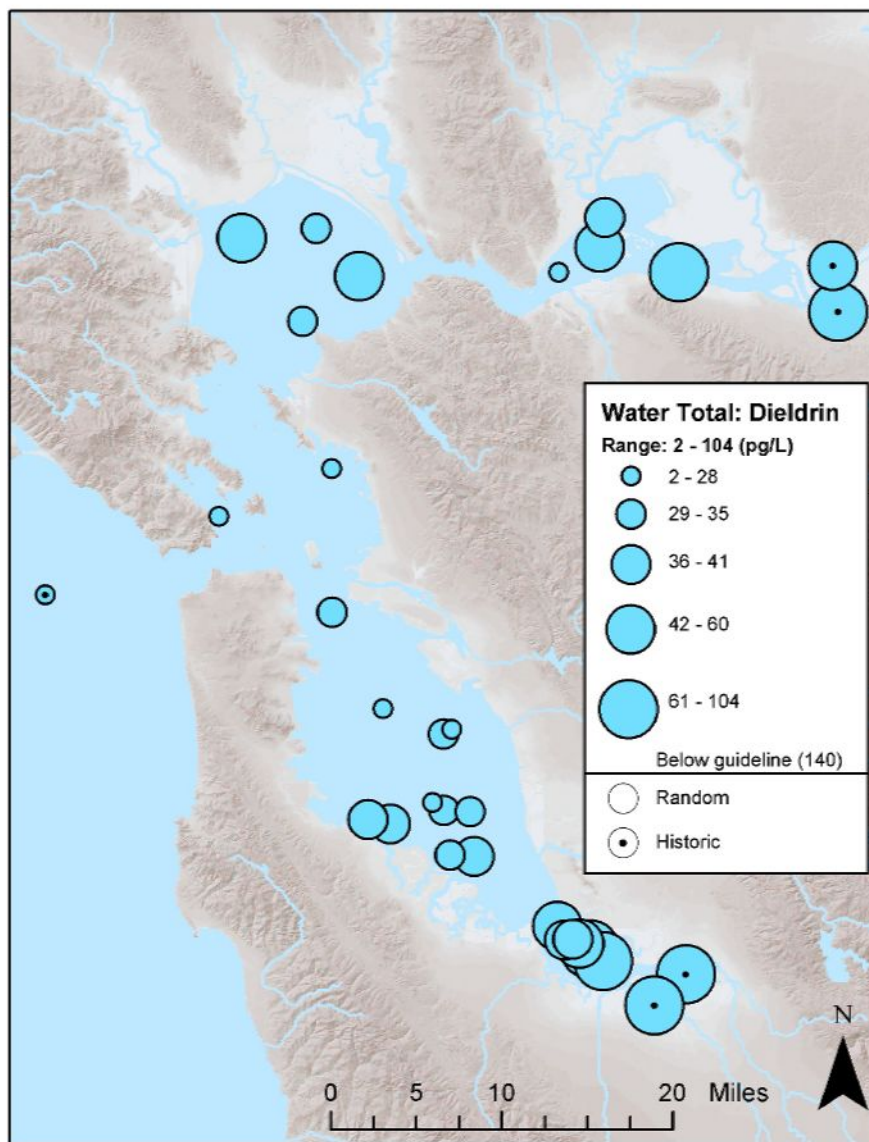 Water Total: Dieldrin
Range: 2 - 104 (pg/L)
2 - 28
29 - 35
36 - 41
42 - 60
61 - 104
Below guideline (140)
Random
Historic
N
0 5 10 20 Miles